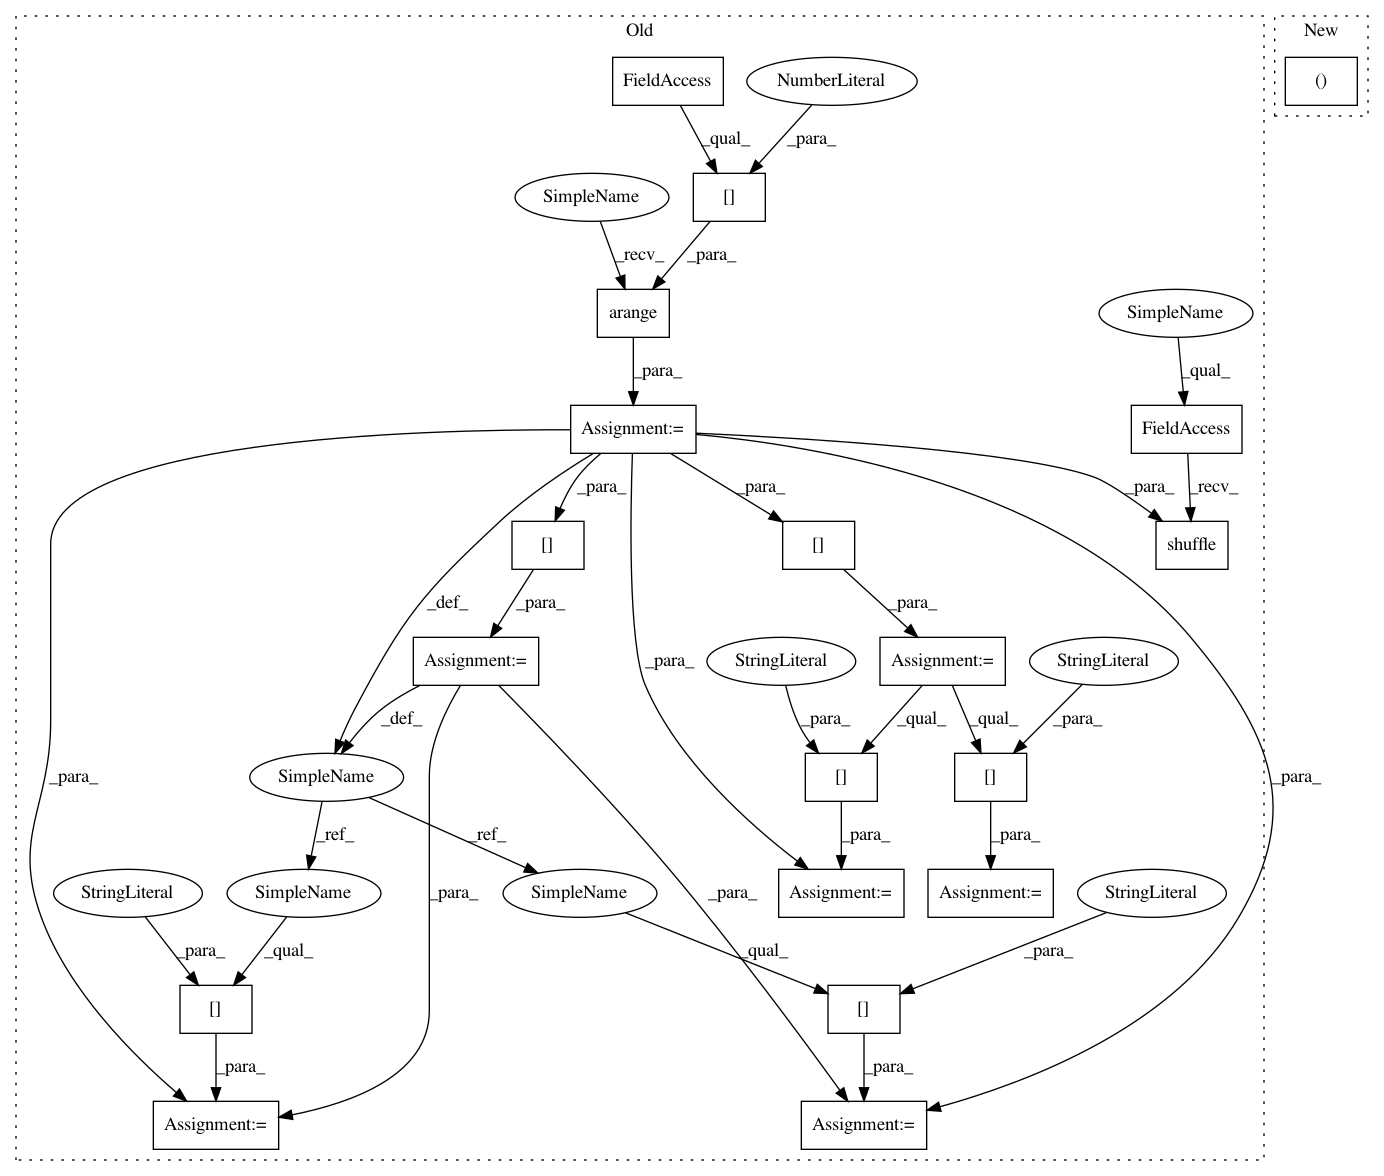 Old
New
FieldAccess
NumberLiteral
()
_qual_
_para_
SimpleName
[]
_recv_
_para_
arange
SimpleName
_para_
_qual_
Assignment:=
FieldAccess
_para_
_para_
_para_
_recv_
[]
[]
shuffle
_def_
_para_
_para_
Assignment:=
_para_
StringLiteral
Assignment:=
StringLiteral
_def_
_para_
_qual_
_qual_
_para_
_para_
SimpleName
[]
[]
_para_
_ref_
_ref_
_para_
_para_
StringLiteral
SimpleName
_para_
SimpleName
_para_
Assignment:=
Assignment:=
StringLiteral
_para_
_qual_
_qual_
_para_
[]
[]
_para_
_para_
Assignment:=
Assignment:=